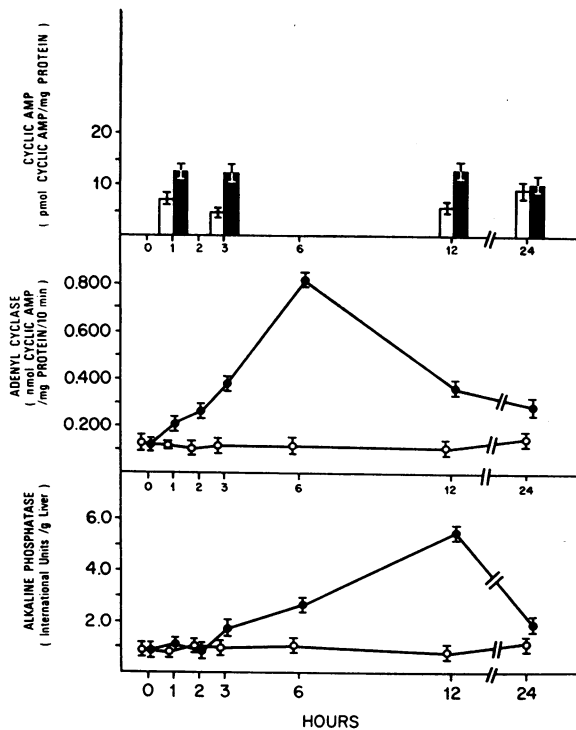 CYCLIC AMP
( pmol CYCLIC AMP/mg PROTEIN )
20
10
0 1 2 3 6 12 24
ADENYL CYCLASE
( nmol CYCLIC AMP
/mg PROTEIN/10 min )
0.800
0.600
0.400
0.200
0 1 2 3 6 12 24
ALKALINE PHOSPHATASE
( International Units /g Liver )
6.0
4.0
2.0
0 1 2 3 6 12 24
HOURS